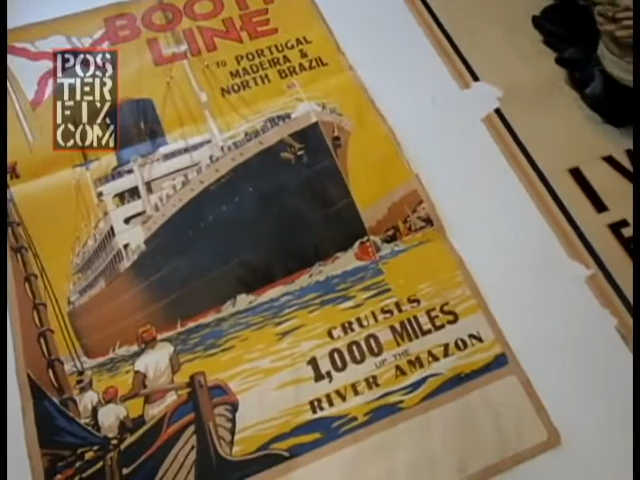 BOOTH
LINE
TO PORTUGAL
MADEIRA &
NORTH BRAZIL
POS
TER
FIX
.COM
CRUISES
1,000 MILES
UP THE
RIVER AMAZON